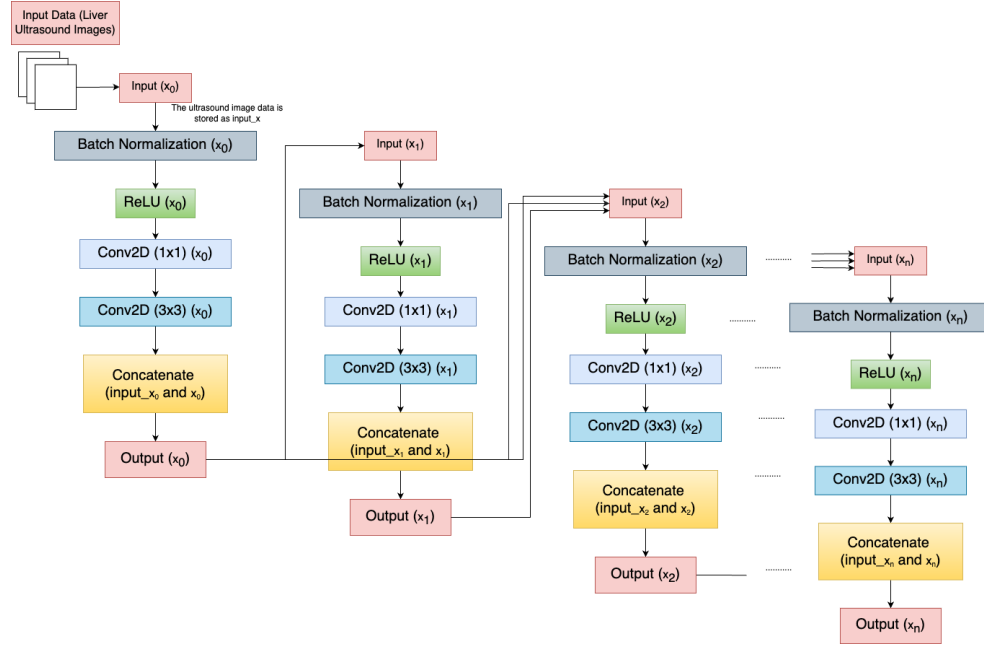 Input Data (Liver
Ultrasound Images)
Input (x₀)
The ultrasound image data is
stored as input_x
Batch Normalization (x₀)
ReLU (x₀)
Conv2D (1x1) (x₀)
Conv2D (3x3) (x₀)
Concatenate
(input_x₀ and x₀)
Output (x₀)
Input (x₁)
Batch Normalization (x₁)
ReLU (x₁)
Conv2D (1x1) (x₁)
Conv2D (3x3) (x₁)
Concatenate
(input_x₁ and x₁)
Output (x₁)
Input (x₂)
Batch Normalization (x₂)
ReLU (x₂)
Conv2D (1x1) (x₂)
Conv2D (3x3) (x₂)
Concatenate
(input_x₂ and x₂)
Output (x₂)
Input (xₙ)
Batch Normalization (xₙ)
ReLU (xₙ)
Conv2D (1x1) (xₙ)
Conv2D (3x3) (xₙ)
Concatenate
(input_xₙ and xₙ)
Output (xₙ)